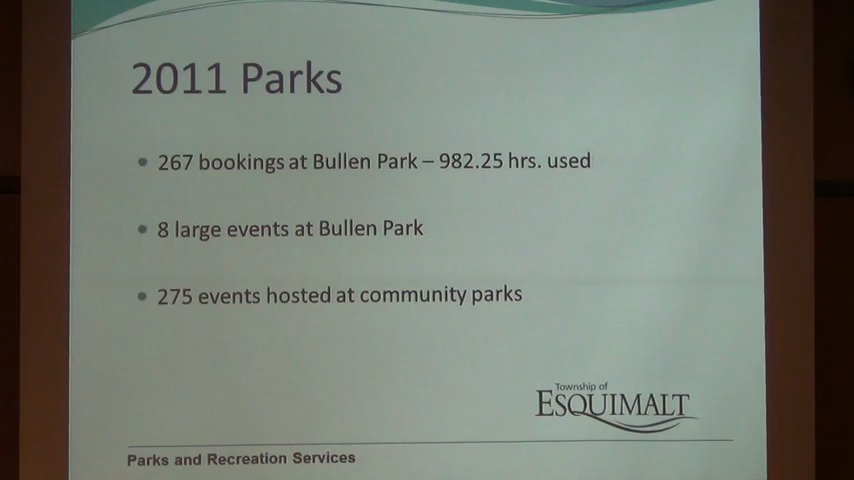 2011 Parks
• 267 bookings at Bullen Park – 982.25 hrs. used
• 8 large events at Bullen Park
• 275 events hosted at community parks
Township of
ESQUIMALT
Parks and Recreation Services